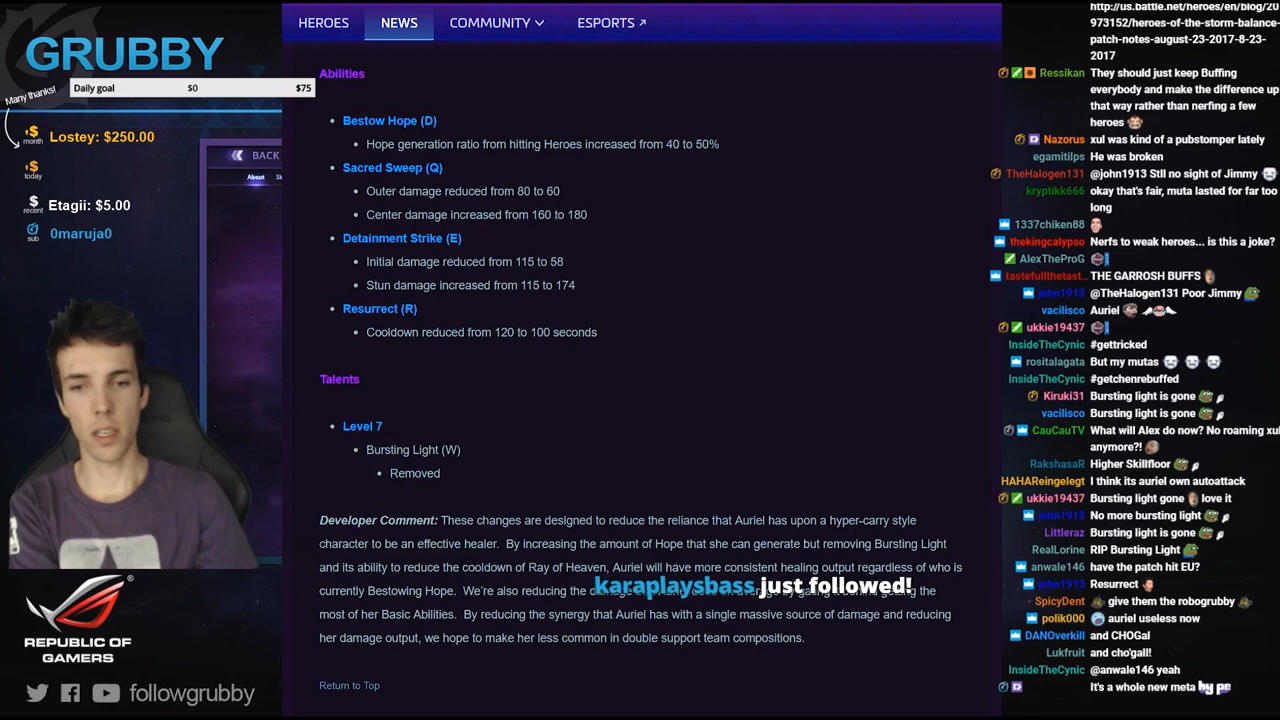 HEROES NEWS COMMUNITY ESPORTS
GRUBBY
Many thanks!
Daily goal $0 $75
month Lostey: $250.00
today
recent Etagii: $5.00
sub 0maruja0
BACK
About
REPUBLIC OF
GAMERS
followgrubby
Abilities
Bestow Hope (D)
Hope generation ratio from hitting Heroes increased from 40 to 50%
Sacred Sweep (Q)
Outer damage reduced from 80 to 60
Center damage increased from 160 to 180
Detainment Strike (E)
Initial damage reduced from 115 to 58
Stun damage increased from 115 to 174
Resurrect (R)
Cooldown reduced from 120 to 100 seconds
Talents
Level 7
Bursting Light (W)
Removed
Developer Comment: These changes are designed to reduce the reliance that Auriel has upon a hyper-carry style
character to be an effective healer. By increasing the amount of Hope that she can generate but removing Bursting Light
and its ability to reduce the cooldown of Ray of Heaven, Auriel will have more consistent healing output regardless of who is
currently Bestowing Hope. We're also reducing the the
karaplaysbass just followed!
most of her Basic Abilities. By reducing the synergy that Auriel has with a single massive source of damage and reducing
her damage output, we hope to make her less common in double support team compositions.
Return to Top
http://us.battle.net/heroes/en/blog/20
973152/heroes-of-the-storm-balance-
patch-notes-august-23-2017-8-23-
2017
Ressikan They should just keep Buffing
everybody and make the difference up
that way rather than nerfing a few
heroes
Nazorus xul was kind of a pubstomper lately
egamitilps He was broken
TheHalogen131 @john1913 Stll no sight of Jimmy
kryptikk666 okay that's fair, muta lasted for far too
long
1337chiken88
thekingcalypso Nerfs to weak heroes... is this a joke?
AlexTheProG
tastefullthetast... THE GARROSH BUFFS
john1913 @TheHalogen131 Poor Jimmy
vacilisco Auriel
ukkie19437
InsideTheCynic #gettricked
rositalagata But my mutas
InsideTheCynic #getchenrebuffed
Kiruki31 Bursting light is gone
vacilisco Bursting light is gone
CauCauTV What will Alex do now? No roaming xul
anymore?!
RakshasaR Higher Skillfloor
HAHAReingelegt I think its auriel own autoattack
ukkie19437 Bursting light gone love it
john1913 No more bursting light
Littleraz Bursting light is gone
RealLorine RIP Bursting Light
anwale146 have the patch hit EU?
john1913 Resurrect
SpicyDent give them the robogrubby
polik000 auriel useless now
DANOverkill and CHOGal
Lukfruit and cho'gall!
InsideTheCynic @anwale146 yeah
It's a whole new meta hype